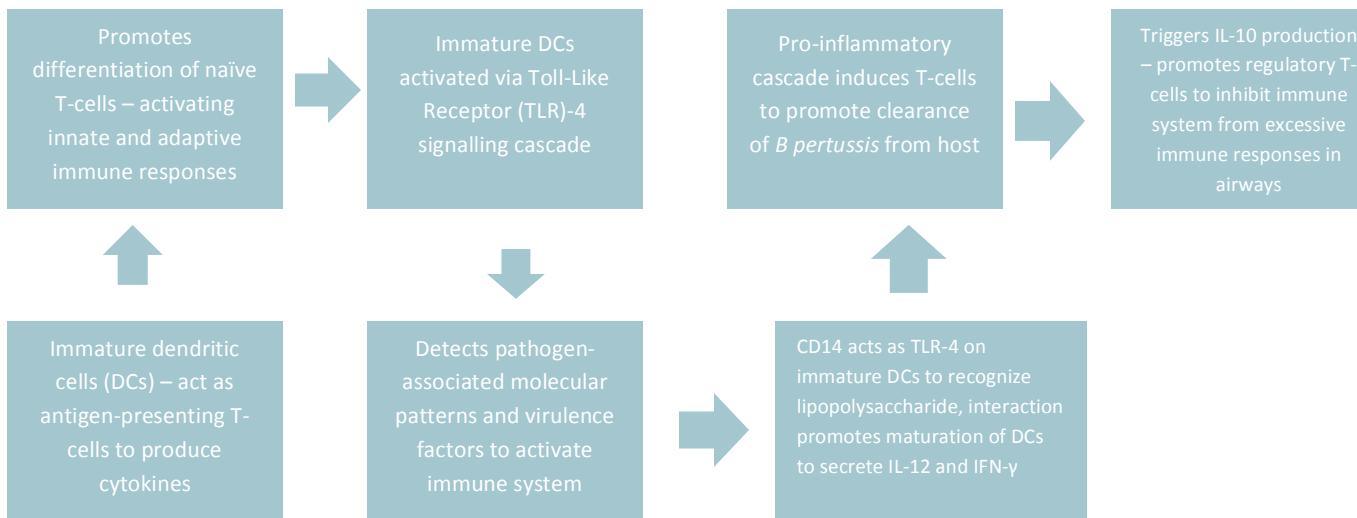 Promotes
differentiation of naïve
T-cells – activating
innate and adaptive
immune responses
Immature DCs
activated via Toll-Like
Receptor (TLR)-4
signalling cascade
Pro-inflammatory
cascade induces T-cells
to promote clearance
of B pertussis from host
Triggers IL-10 production
– promotes regulatory T-
cells to inhibit immune
system from excessive
immune responses in
airways
Immature dendritic
cells (DCs) – act as
antigen-presenting T-
cells to produce
cytokines
Detects pathogen-
associated molecular
patterns and virulence
factors to activate
immune system
CD14 acts as TLR-4 on
immature DCs to recognize
lipopolysaccharide, interaction
promotes maturation of DCs
to secrete IL-12 and IFN-γ